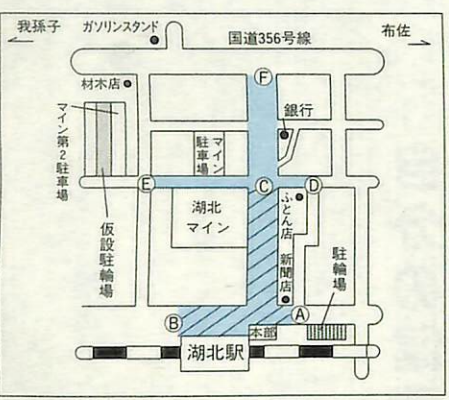 我孫子
ガソリンスタンド
布佐
国道356号線
材木店
F
銀行
マイン第2駐車場
マイン駐車場
E
C
D
湖北
マイン
ふとん店
仮設駐輪場
新聞店
駐輪場
A
B
本部
湖北駅